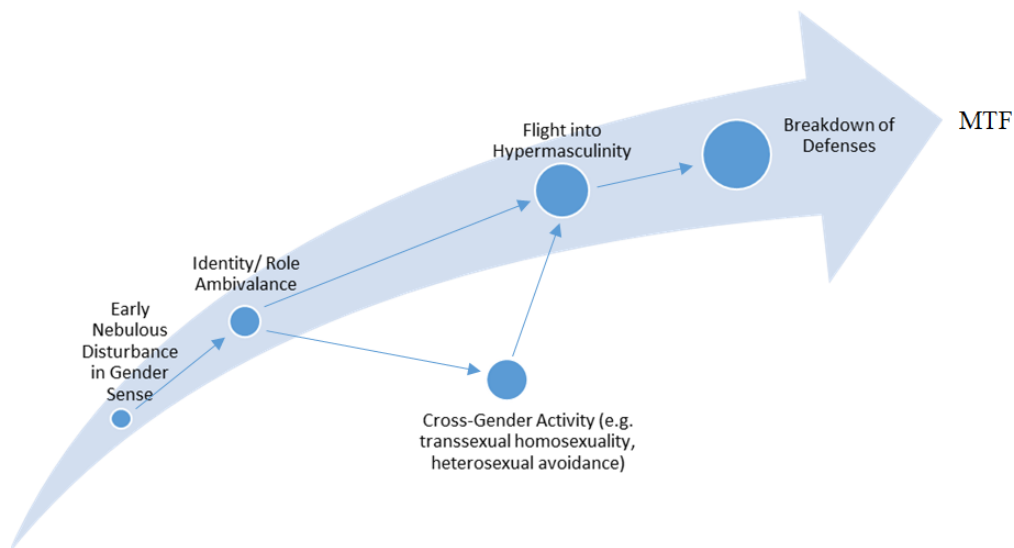 Early
Nebulous
Disturbance
in Gender
Sense
Identity/ Role
Ambivalance
Cross-Gender Activity (e.g.
transsexual homosexuality,
heterosexual avoidance)
Flight into
Hypermasculinity
Breakdown of
Defenses
MTF